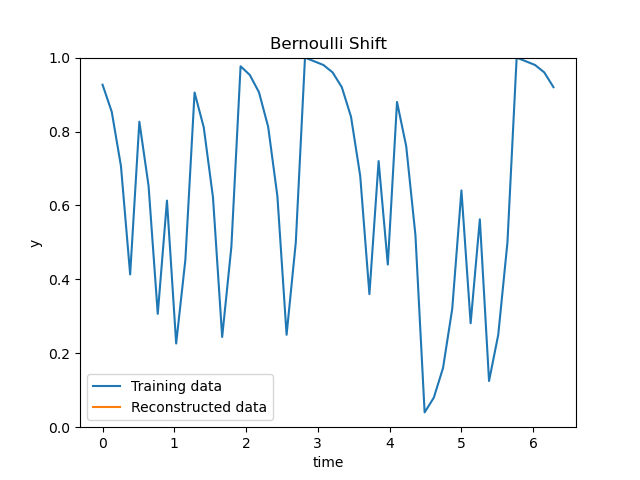 Bernoulli Shift
y
1.0
0.8
0.6
0.4
0.2
0.0
Training data
Reconstructed data
0 1 2 3 4 5 6
time